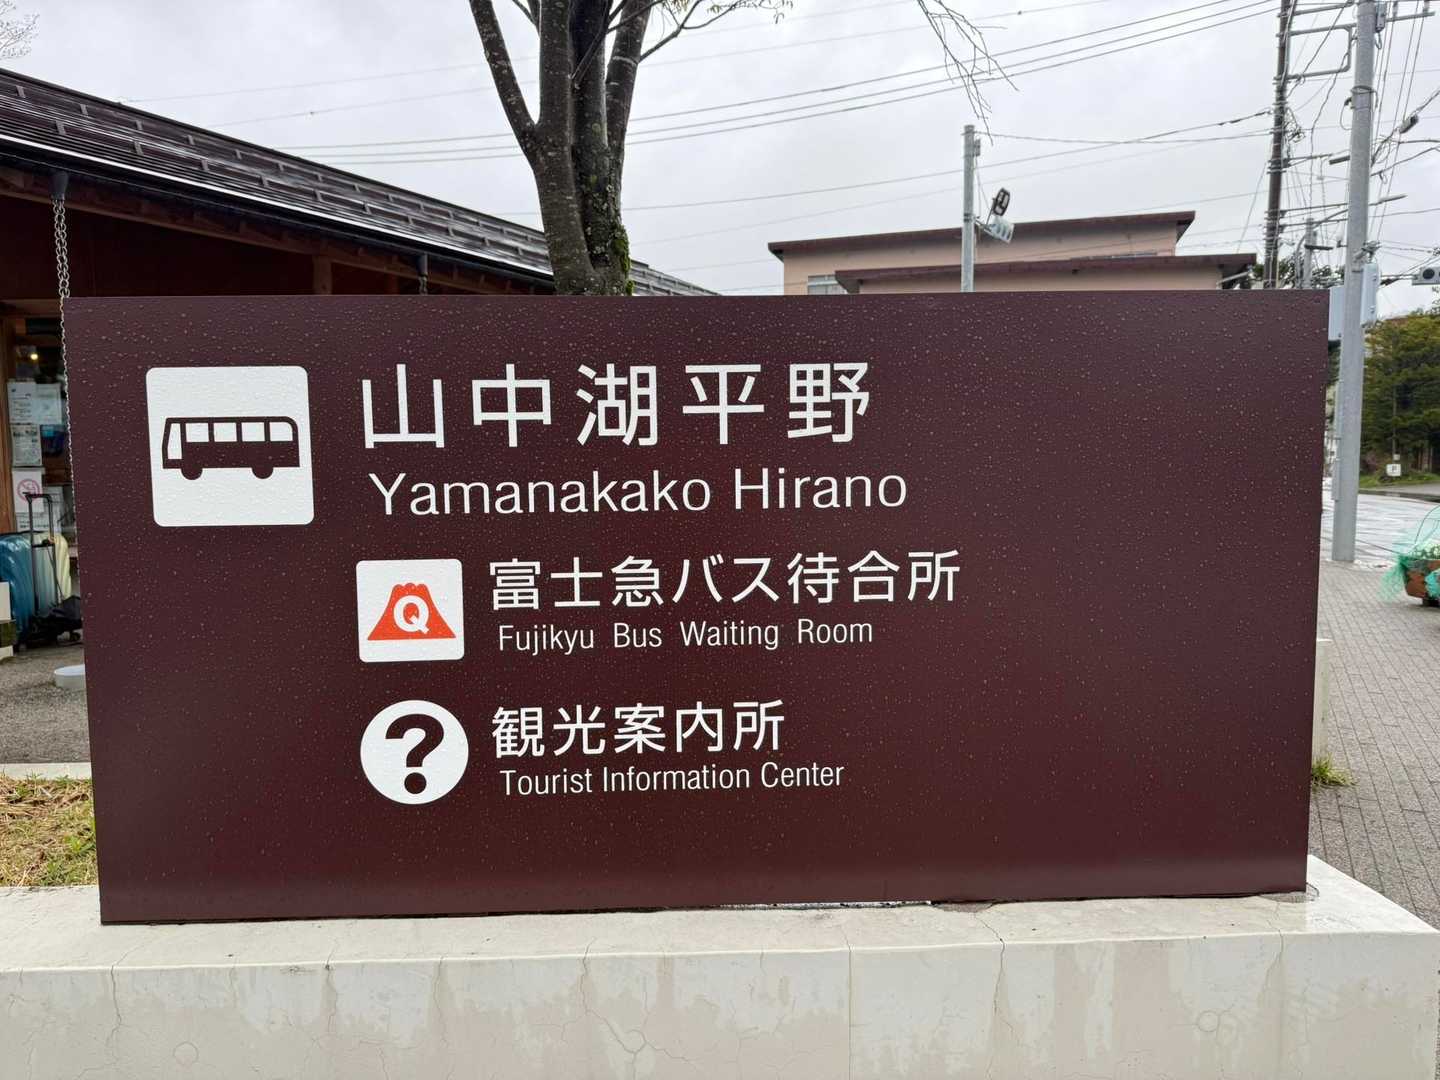 山中湖平野
Yamanakako Hirano
富士急バス待合所
Fujikyu Bus Waiting Room
Q
?
観光案内所
Tourist Information Center